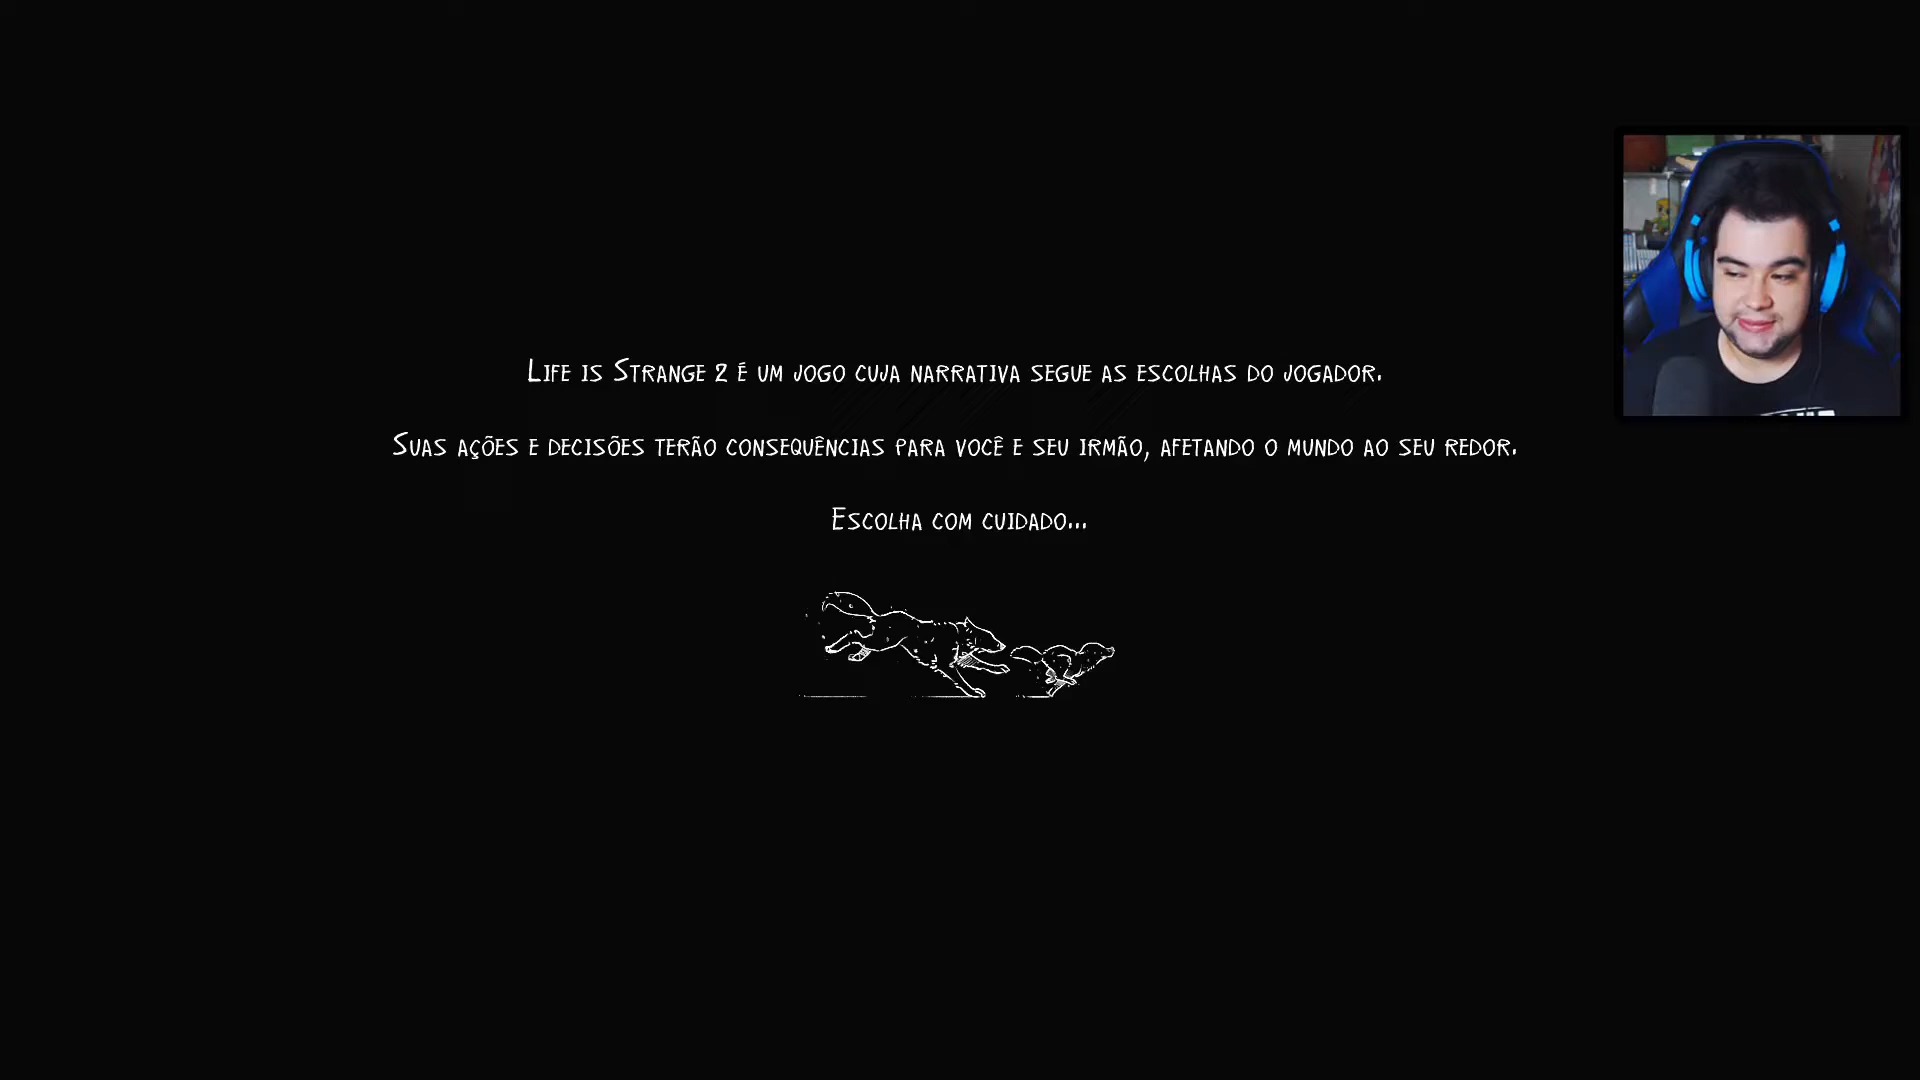 Life is Strange 2 é um jogo cuja narrativa segue as escolhas do jogador.
Suas ações e decisões terão consequências para você e seu irmão, afetando o mundo ao seu redor.
Escolha com cuidado...